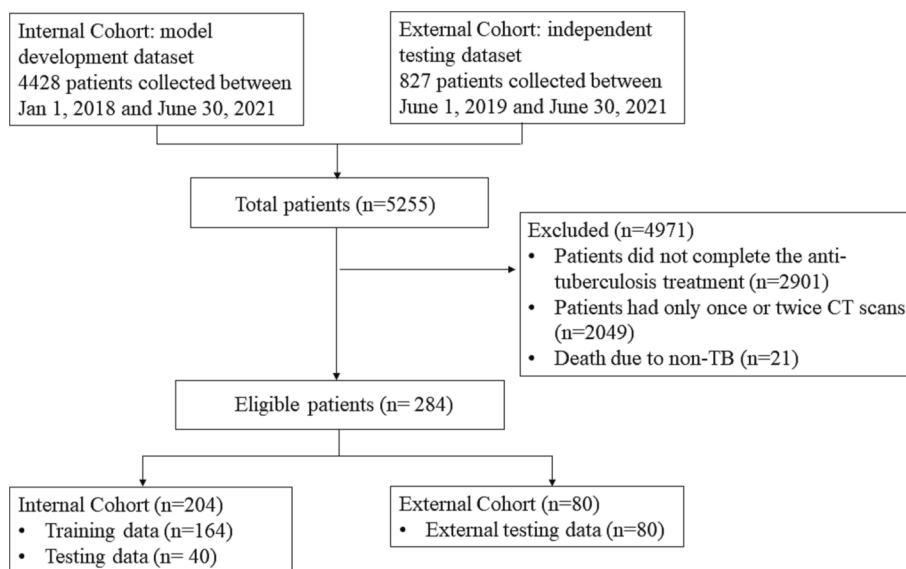 Internal Cohort: model
development dataset
4428 patients collected between
Jan 1, 2018 and June 30, 2021
External Cohort: independent
testing dataset
827 patients collected between
June 1, 2019 and June 30, 2021
Total patients (n=5255)
Excluded (n=4971)
• Patients did not complete the anti-
tuberculosis treatment (n=2901)
• Patients had only once or twice CT scans
(n=2049)
• Death due to non-TB (n=21)
Eligible patients (n= 284)
Internal Cohort (n=204)
• Training data (n=164)
• Testing data (n= 40)
External Cohort (n=80)
• External testing data (n=80)